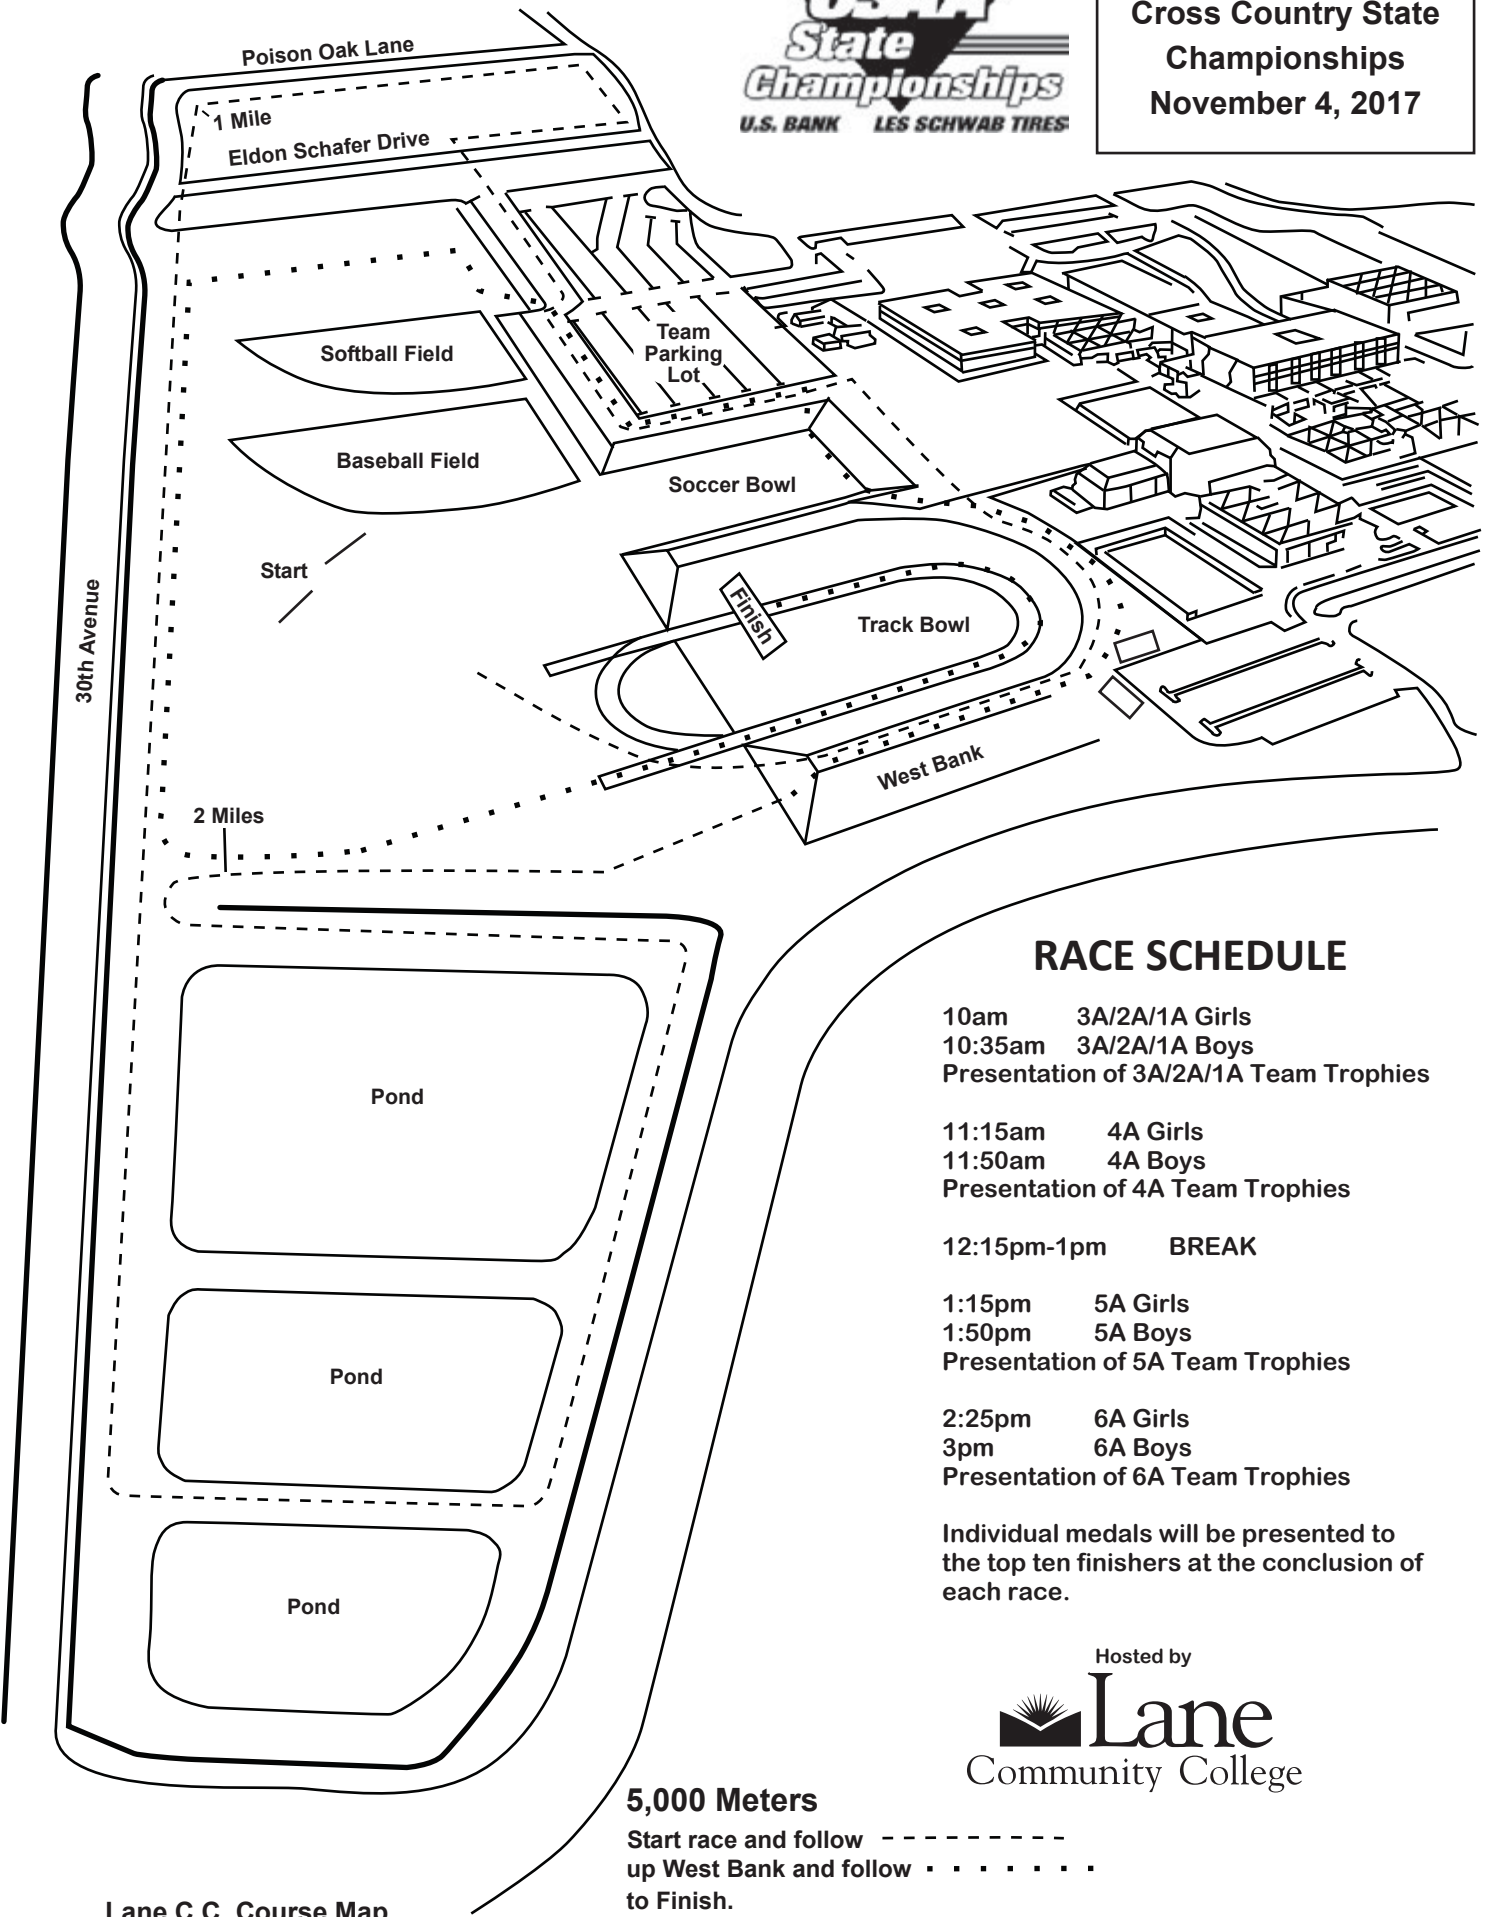 State
Championships
U.S. BANK LES SCHWAB TIRES
Cross Country State
Championships
November 4, 2017
Poison Oak Lane
1 Mile
Eldon Schafer Drive
Softball Field
Team
Parking
Lot
Baseball Field
Soccer Bowl
Start
30th Avenue
Finish
Track Bowl
West Bank
2 Miles
Pond
Pond
Pond
RACE SCHEDULE
10am 3A/2A/1A Girls
10:35am 3A/2A/1A Boys
Presentation of 3A/2A/1A Team Trophies
11:15am 4A Girls
11:50am 4A Boys
Presentation of 4A Team Trophies
12:15pm-1pm BREAK
1:15pm 5A Girls
1:50pm 5A Boys
Presentation of 5A Team Trophies
2:25pm 6A Girls
3pm 6A Boys
Presentation of 6A Team Trophies
Individual medals will be presented to
the top ten finishers at the conclusion of
each race.
Hosted by
Lane
Community College
5,000 Meters
Start race and follow
up West Bank and follow
to Finish.
Lane C.C. Course Map